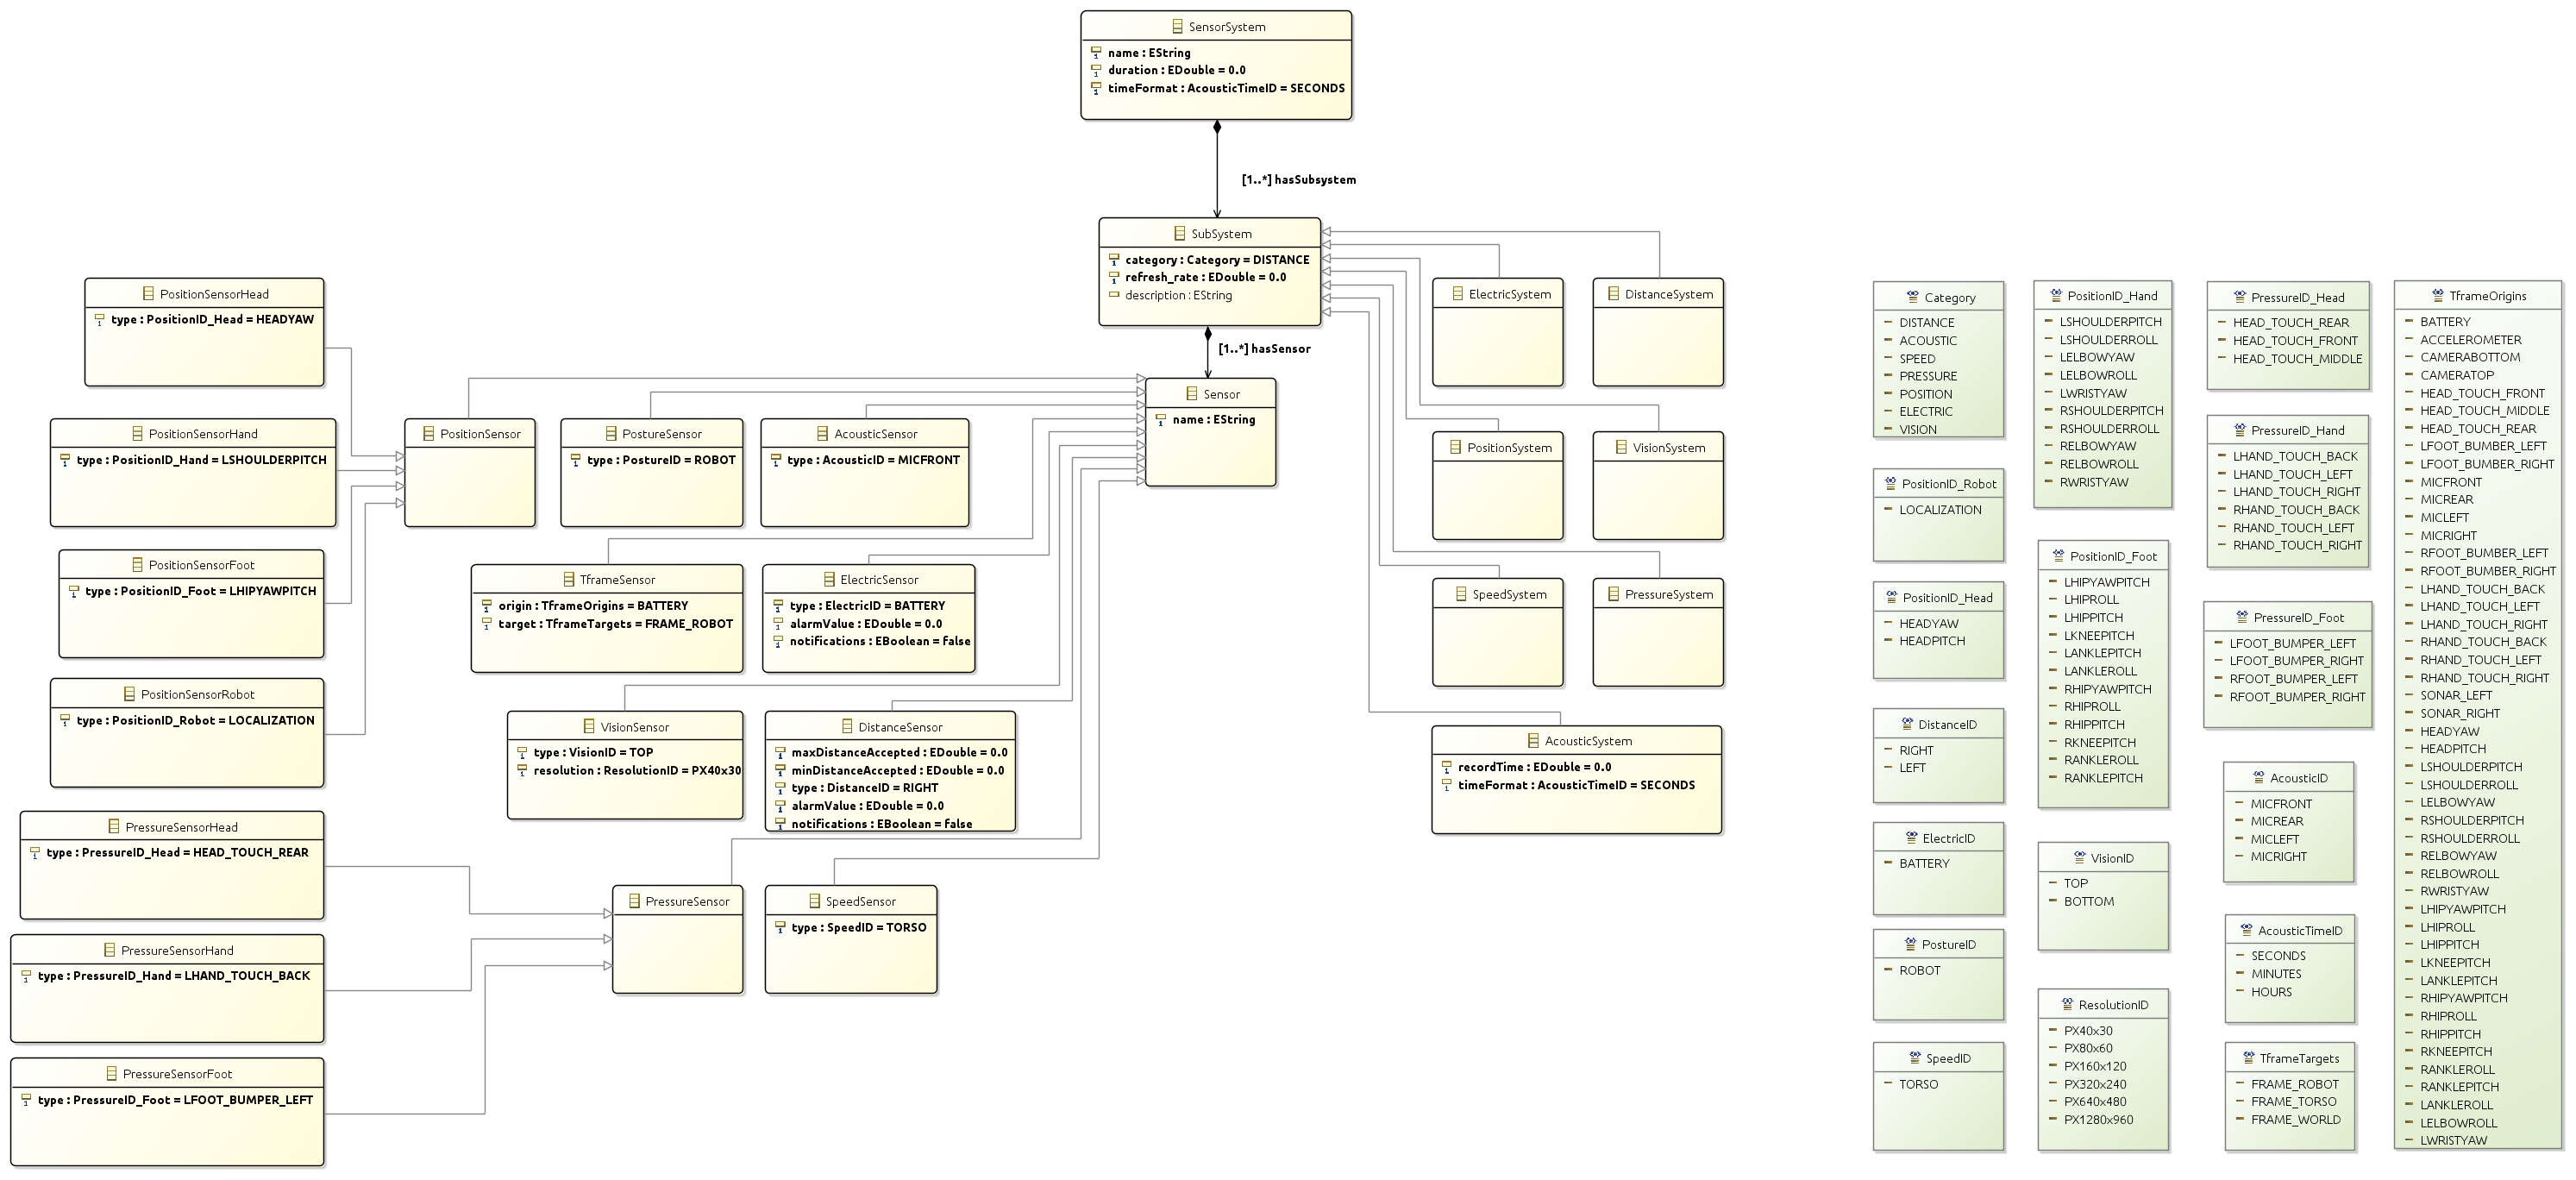 SensorSystem
name : EString
duration : EDouble = 0.0
timeFormat : AcousticTimeID = SECONDS
[1..*] hasSubsystem
SubSystem
category : Category = DISTANCE
refresh_rate : EDouble = 0.0
description : EString
[1..*] hasSensor
Sensor
name : EString
PositionSensorHead
type : PositionID_Head = HEADYAW
PositionSensorHand
type : PositionID_Hand = LSHOULDERPITCH
PositionSensorFoot
type : PositionID_Foot = LHIPYAWPITCH
PositionSensorRobot
type : PositionID_Robot = LOCALIZATION
PressureSensorHead
type : PressureID_Head = HEAD_TOUCH_REAR
PressureSensorHand
type : PressureID_Hand = LHAND_TOUCH_BACK
PressureSensorFoot
type : PressureID_Foot = LFOOT_BUMPER_LEFT
PositionSensor
PostureSensor
type : PostureID = ROBOT
AcousticSensor
type : AcousticID = MICFRONT
TframeSensor
origin : TframeOrigins = BATTERY
target : TframeTargets = FRAME_ROBOT
ElectricSensor
type : ElectricID = BATTERY
alarmValue : EDouble = 0.0
notifications : EBoolean = false
VisionSensor
type : VisionID = TOP
resolution : ResolutionID = PX40x30
DistanceSensor
maxDistanceAccepted : EDouble = 0.0
minDistanceAccepted : EDouble = 0.0
type : DistanceID = RIGHT
alarmValue : EDouble = 0.0
notifications : EBoolean = false
PressureSensor
SpeedSensor
type : SpeedID = TORSO
ElectricSystem
DistanceSystem
PositionSystem
VisionSystem
SpeedSystem
PressureSystem
AcousticSystem
recordTime : EDouble = 0.0
timeFormat : AcousticTimeID = SECONDS
Category
DISTANCE
ACOUSTIC
SPEED
PRESSURE
POSITION
ELECTRIC
VISION
PositionID_Robot
LOCALIZATION
PositionID_Head
HEADYAW
HEADPITCH
DistanceID
RIGHT
LEFT
ElectricID
BATTERY
PostureID
ROBOT
SpeedID
TORSO
PositionID_Hand
LSHOULDERPITCH
LSHOULDERROLL
LELBOWYAW
LELBOWROLL
LWRISTYAW
RSHOULDERPITCH
RSHOULDERROLL
RELBOWYAW
RELBOWROLL
RWRISTYAW
PositionID_Foot
LHIPYAWPITCH
LHIPROLL
LHIPPITCH
LKNEEPITCH
LANKLEPITCH
LANKLEROLL
RHIPYAWPITCH
RHIPROLL
RHIPPITCH
RKNEEPITCH
RANKLEROLL
RANKLEPITCH
VisionID
TOP
BOTTOM
ResolutionID
PX40x30
PX80x60
PX160x120
PX320x240
PX640x480
PX1280x960
PressureID_Head
HEAD_TOUCH_REAR
HEAD_TOUCH_FRONT
HEAD_TOUCH_MIDDLE
PressureID_Hand
LHAND_TOUCH_BACK
LHAND_TOUCH_LEFT
LHAND_TOUCH_RIGHT
RHAND_TOUCH_BACK
RHAND_TOUCH_LEFT
RHAND_TOUCH_RIGHT
PressureID_Foot
LFOOT_BUMPER_LEFT
LFOOT_BUMPER_RIGHT
RFOOT_BUMPER_LEFT
RFOOT_BUMPER_RIGHT
AcousticID
MICFRONT
MICREAR
MICLEFT
MICRIGHT
AcousticTimeID
SECONDS
MINUTES
HOURS
TframeTargets
FRAME_ROBOT
FRAME_TORSO
FRAME_WORLD
TframeOrigins
BATTERY
ACCELEROMETER
CAMERABOTTOM
CAMERATOP
HEAD_TOUCH_FRONT
HEAD_TOUCH_MIDDLE
HEAD_TOUCH_REAR
LFOOT_BUMPER_LEFT
LFOOT_BUMPER_RIGHT
MICFRONT
MICREAR
MICLEFT
MICRIGHT
RFOOT_BUMPER_LEFT
RFOOT_BUMPER_RIGHT
LHAND_TOUCH_BACK
LHAND_TOUCH_LEFT
LHAND_TOUCH_RIGHT
RHAND_TOUCH_BACK
RHAND_TOUCH_LEFT
RHAND_TOUCH_RIGHT
SONAR_LEFT
SONAR_RIGHT
HEADYAW
HEADPITCH
LSHOULDERPITCH
LSHOULDERROLL
LELBOWYAW
RSHOULDERPITCH
RSHOULDERROLL
RELBOWYAW
RELBOWROLL
RWRISTYAW
LHIPYAWPITCH
LHIPROLL
LHIPPITCH
LKNEEPITCH
LANKLEPITCH
RHIPYAWPITCH
RHIPROLL
RHIPPITCH
RKNEEPITCH
RANKLEROLL
RANKLEPITCH
LANKLEROLL
LELBOWROLL
LWRISTYAW